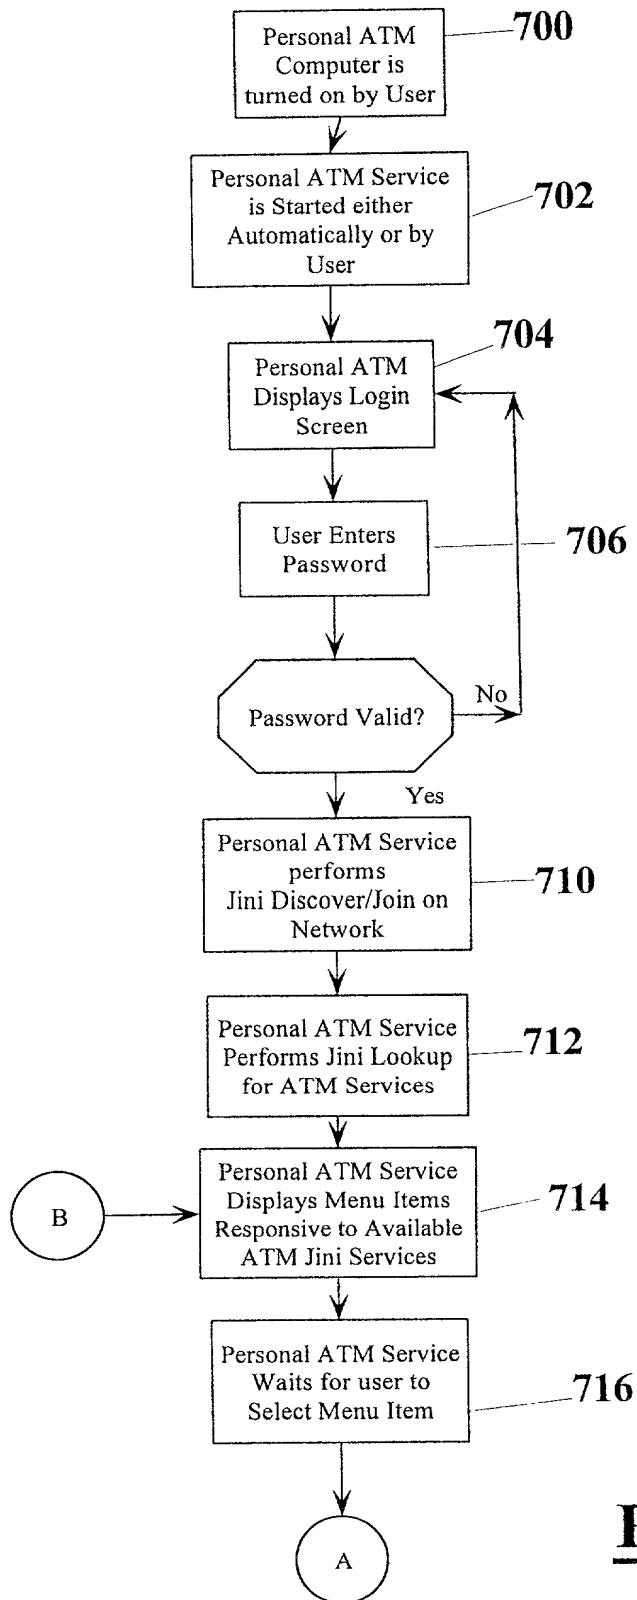 Personal ATM
Computer is
turned on by User
700
Personal ATM Service
is Started either
Automatically or by
User
702
Personal ATM
Displays Login
Screen
704
User Enters
Password
706
Password Valid?
No
Yes
Personal ATM Service
performs
Jini Discover/Join on
Network
710
Personal ATM Service
Performs Jini Lookup
for ATM Services
712
B
Personal ATM Service
Displays Menu Items
Responsive to Available
ATM Jini Services
714
Personal ATM Service
Waits for user to
Select Menu Item
716
A